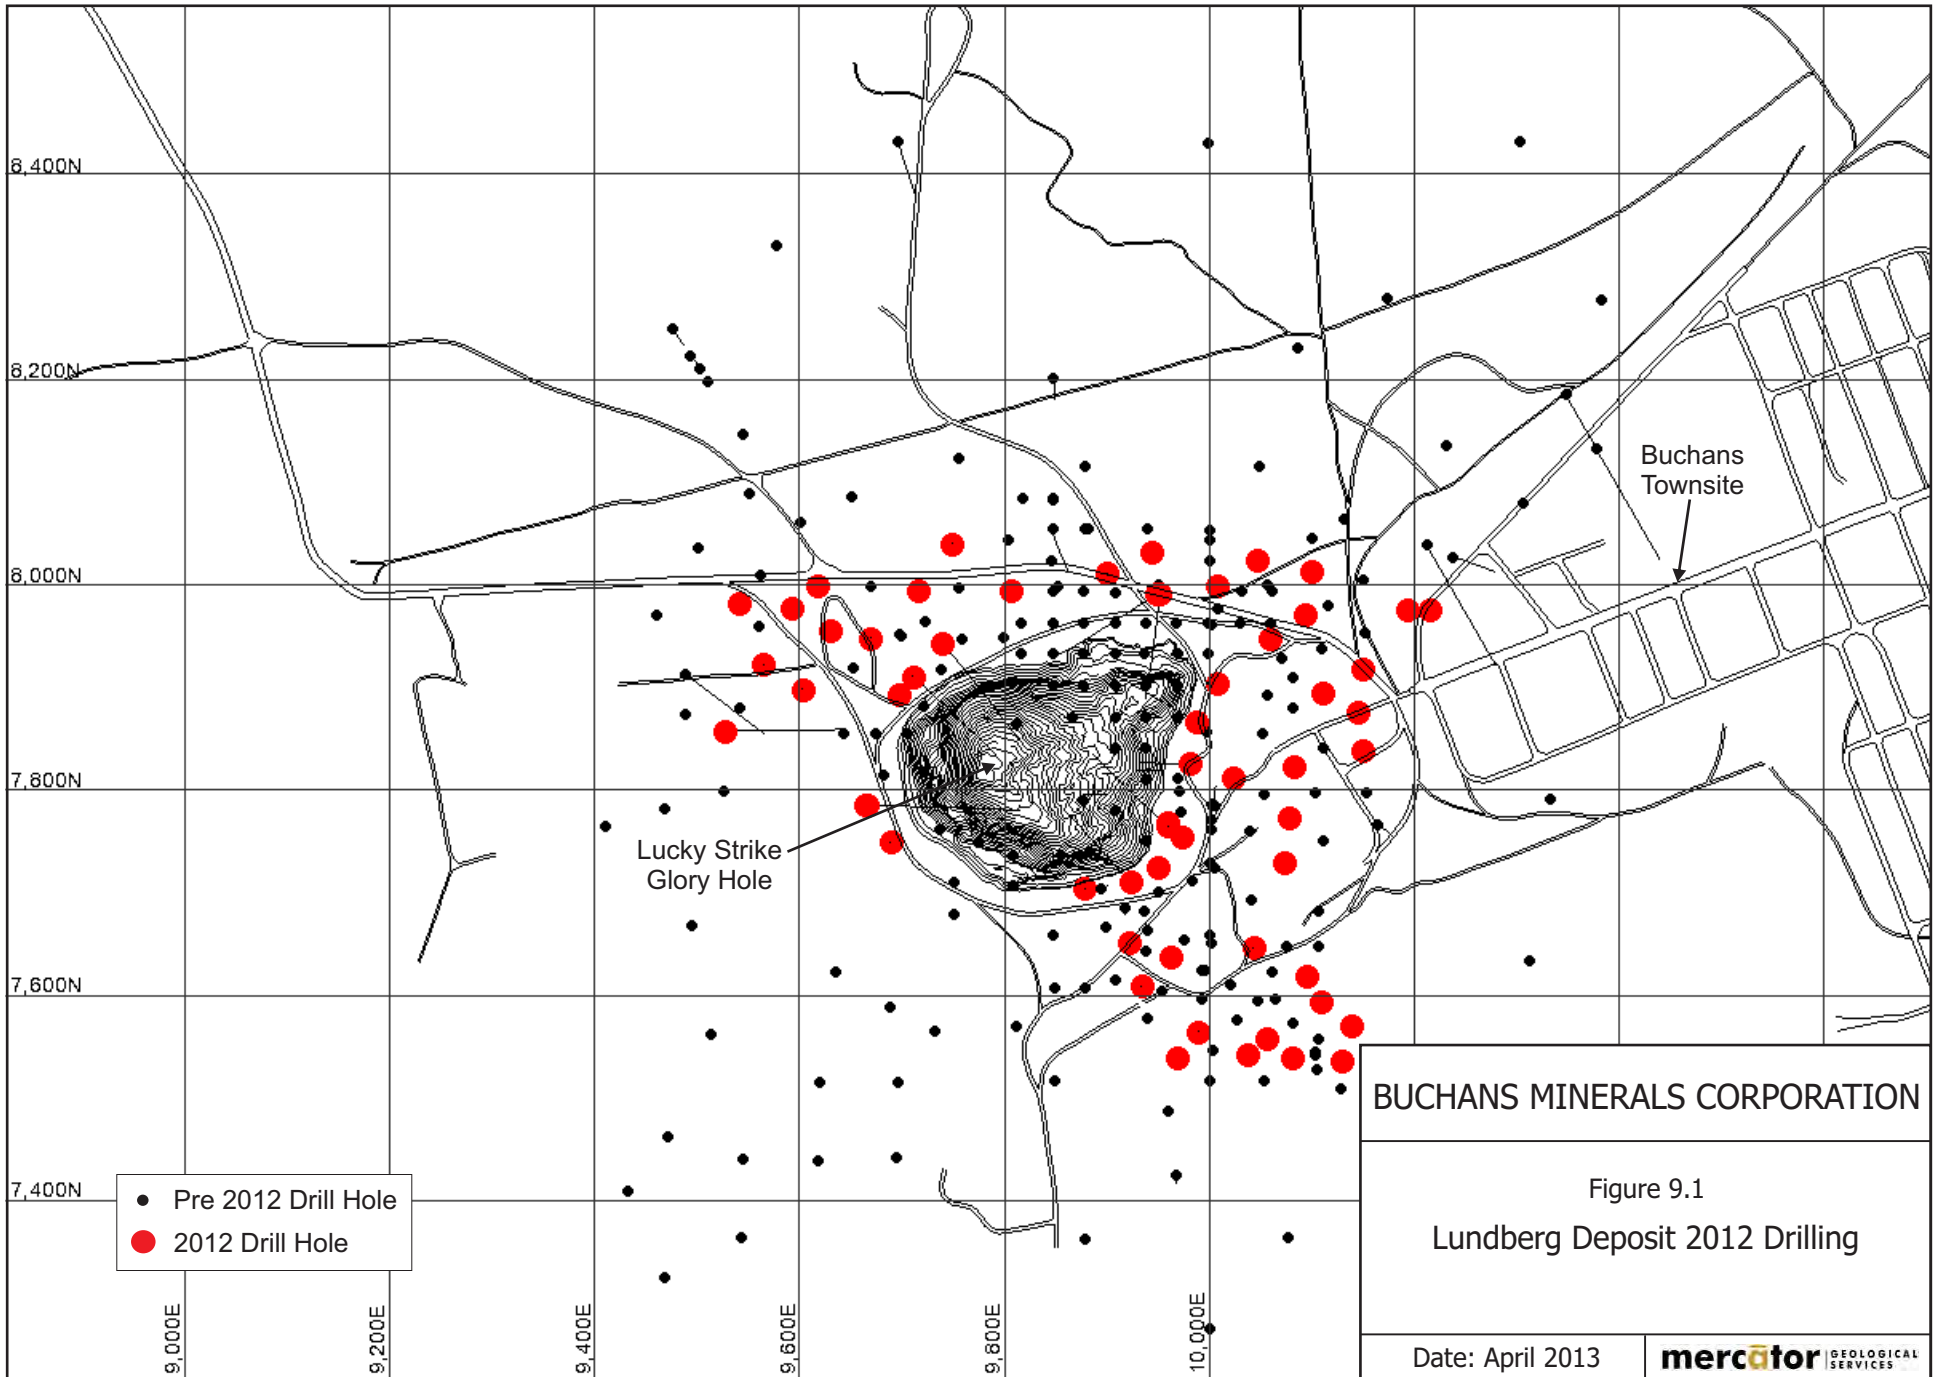 8,400N
8,200N
Buchans
Townsite
8,000N
7,800N
Lucky Strike
Glory Hole
7,600N
7,400N
Pre 2012 Drill Hole
2012 Drill Hole
9,000E
9,200E
9,400E
9,600E
9,800E
10,000E
BUCHANS MINERALS CORPORATION
Figure 9.1
Lundberg Deposit 2012 Drilling
Date: April 2013
mercātor GEOLOGICAL
SERVICES